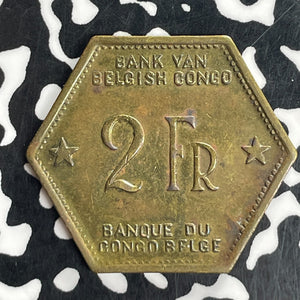 BANK VAN
BELGISH CONGO
2 FR
BANQUE DU
CONGO BELGE